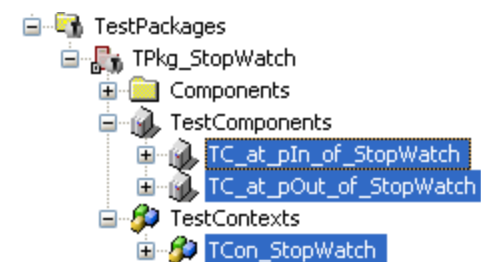 TestPackages
TPkg_StopWatch
Components
TestComponents
TC_at_pIn_of_StopWatch
TC_at_pOut_of_StopWatch
TestContexts
TCon_StopWatch